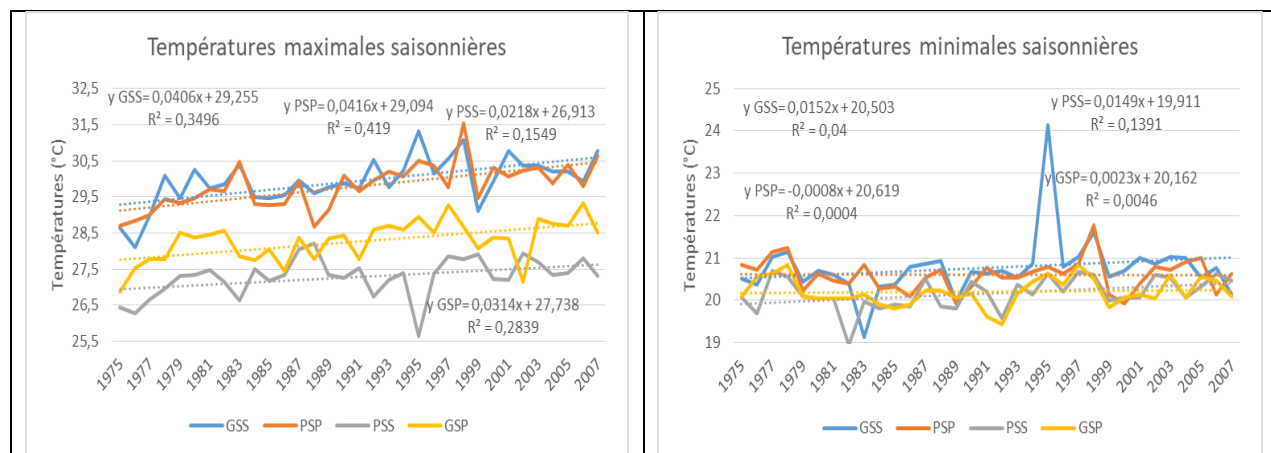 Températures maximales saisonnières
32,5
31,5
30,5
29,5
28,5
27,5
26,5
25,5
Températures (°C)
y GSS= 0,0406x + 29,255
R² = 0,3496
y PSP= 0,0416x + 29,094
R² = 0,419
y PSS= 0,0218x + 26,913
R² = 0,1549
y GSP= 0,0314x + 27,738
R² = 0,2839
1975 1977 1979 1981 1983 1985 1987 1989 1991 1993 1995 1997 1999 2001 2003 2005 2007
GSS PSP PSS GSP
Températures minimales saisonnières
25
24
23
22
21
20
19
Températures (°C)
y GSS= 0,0152x + 20,503
R² = 0,04
y PSS= 0,0149x + 19,911
R² = 0,1391
y PSP= -0,0008x + 20,619
R² = 0,0004
y GSP= 0,0023x + 20,162
R² = 0,0046
1975 1977 1979 1981 1983 1985 1987 1989 1991 1993 1995 1997 1999 2001 2003 2005 2007
GSS PSP PSS GSP